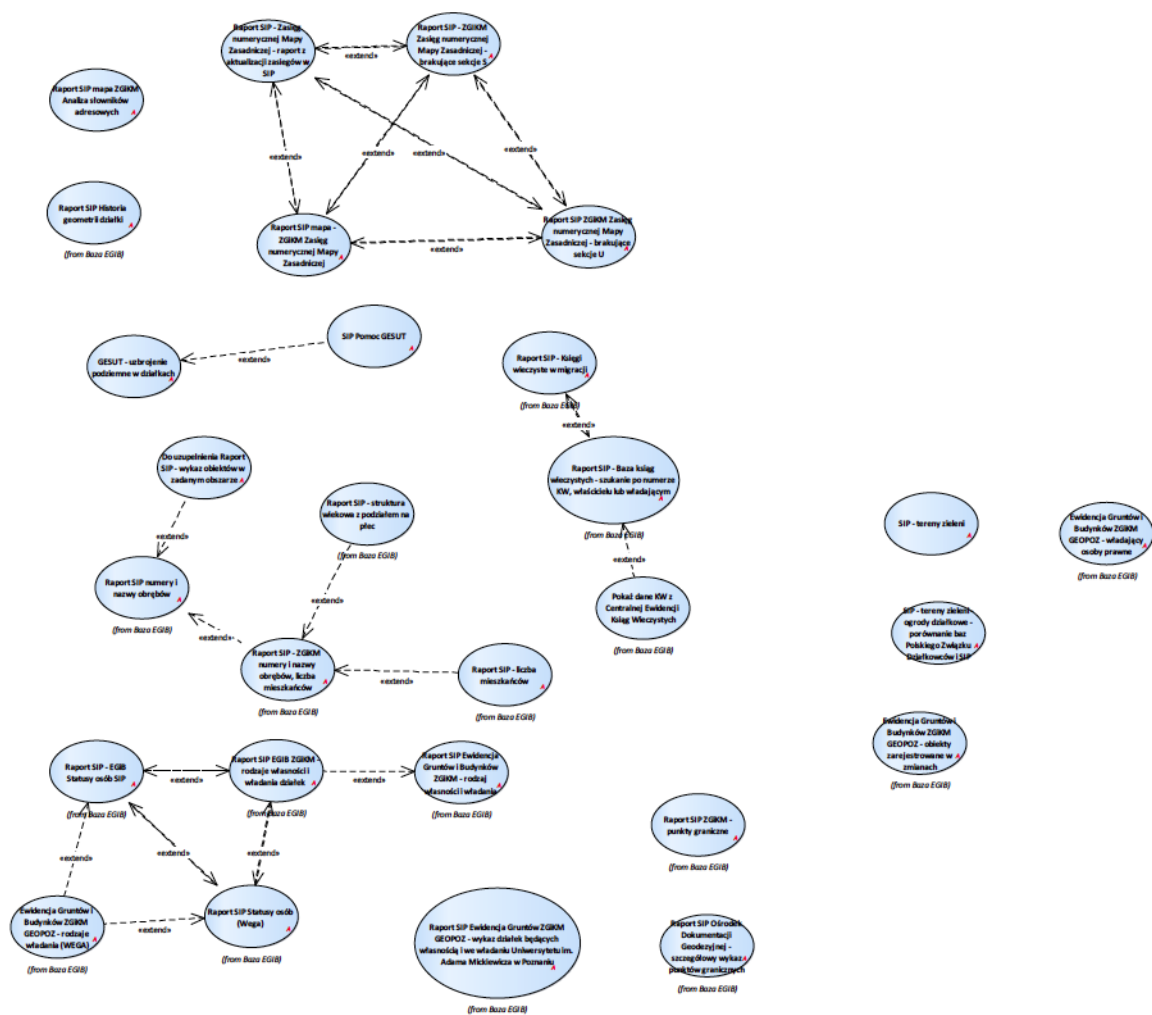 Raport SIP - Zasięg
numerycznej Mapy
Zasadniczej - raport z
aktualizacji zasięgów w
SIP
«extend»
Raport SIP - ZGIKM
Zasięg numerycznej
Mapy Zasadniczej -
brakujące sekcje S
Raport SIP mapa ZGIKM
Analiza słowników
adresowych
«extend»
«extend»
«extend»
«extend»
Raport SIP Historia
geometrii działki
(from Baza EGIB)
Raport SIP mapa -
ZGIKM Zasięg
numerycznej Mapy
Zasadniczej
«extend»
Raport SIP ZGIKM Zasięg
numerycznej Mapy
Zasadniczej - brakujące
sekcje U
GESUT - uzbrojenie
podziemne w działkach
«extend»
SIP Pomoc GESUT
Raport SIP - Księgi
wieczyste w migracji
(from Baza EGIB)
«extend»
Raport SIP - Baza ksiąg
wieczystych - szukanie po numerze
KW, właścicielu lub władającym
(from Baza EGIB)
«extend»
Pokaż dane KW z
Centralnej Ewidencji
Ksiąg Wieczystych
(from Baza EGIB)
Do uzupełnienia Raport
SIP - wykaz obiektów w
zadanym obszarze
«extend»
Raport SIP numery i
nazwy obrębów
(from Baza EGIB)
«extend»
Raport SIP - struktura
wiekowa z podziałem na
płec
(from Baza EGIB)
«extend»
Raport SIP - ZGIKM
numery i nazwy
obrębów, liczba
mieszkańców
(from Baza EGIB)
«extend»
Raport SIP - liczba
mieszkańców
(from Baza EGIB)
SIP - tereny zieleni
Ewidencja Gruntów i
Budynków ZGIKM
GEOPOZ - władający
osoby prawne
(from Baza EGIB)
SIP - tereny zieleni -
ogrody działkowe -
porównanie baz
Polskiego Związku
Działkowców i SIP
Ewidencja Gruntów i
Budynków ZGIKM
GEOPOZ - obiekty
zarejestrowane w
zmianach
(from Baza EGIB)
Raport SIP - EGIB
Statusy osób SIP
(from Baza EGIB)
«extend»
Raport SIP EGIB ZGIKM -
rodzaje własności i
władania działek
(from Baza EGIB)
«extend»
Raport SIP Ewidencja
Gruntów i Budynków
ZGIKM - rodzaj
własności i władania
(from Baza EGIB)
«extend»
«extend»
«extend»
Ewidencja Gruntów i
Budynków ZGIKM
GEOPOZ - rodzaje
władania (WEGA)
(from Baza EGIB)
«extend»
Raport SIP Statusy osób
(Wega)
(from Baza EGIB)
Raport SIP Ewidencja Gruntów ZGIKM
GEOPOZ - wykaz działek będących
własnością i we władaniu Uniwersytetu im.
Adama Mickiewicza w Poznaniu
(from Baza EGIB)
Raport SIP ZGIKM -
punkty graniczne
(from Baza EGIB)
Raport SIP Ośrodek
Dokumentacji
Geodezyjnej -
szczegółowy wykaz
punktów granicznych
(from Baza EGIB)